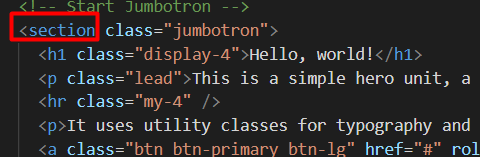 <!-- Start Jumbotron -->
<section class="jumbotron">
<h1 class="display-4">Hello, world!</h1>
<p class="lead">This is a simple hero unit, a
<hr class="my-4" />
<p>It uses utility classes for typography and
<a class="btn btn-primary btn-lg" href="#" rol